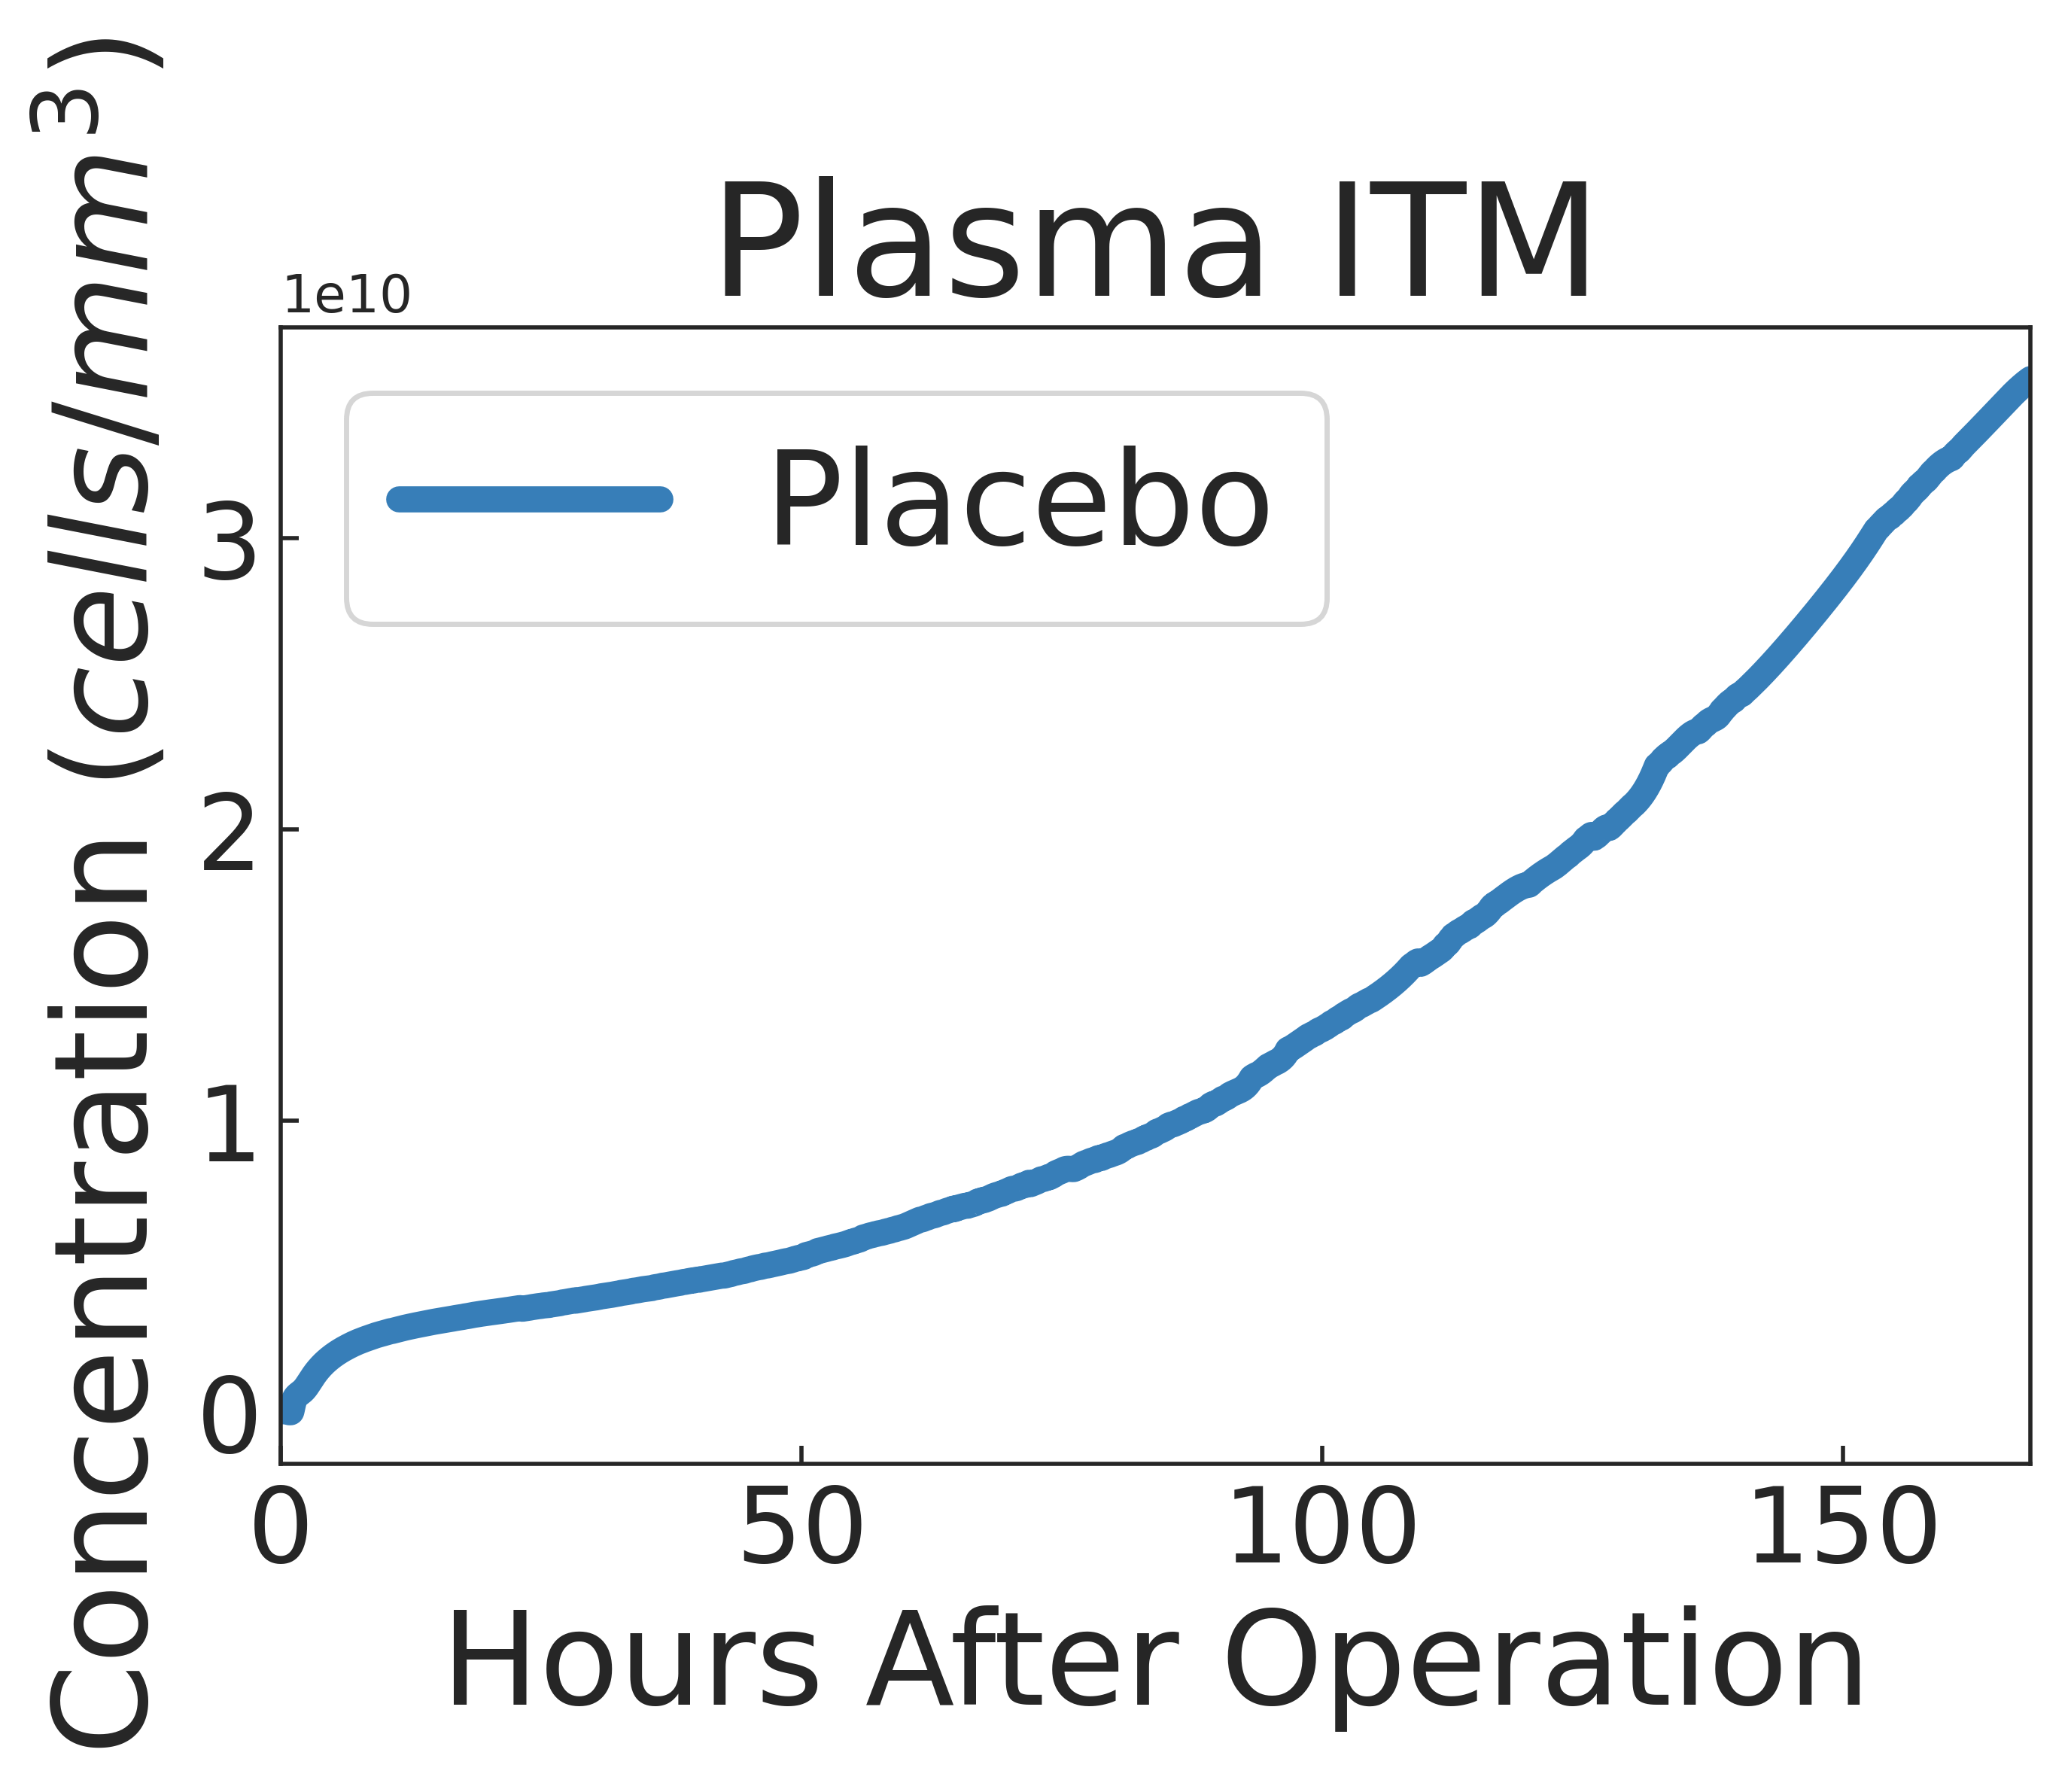 Plasma ITM
1e10
Concentration (cells/mm³)
3
2
1
0
Placebo
0 50 100 150
Hours After Operation